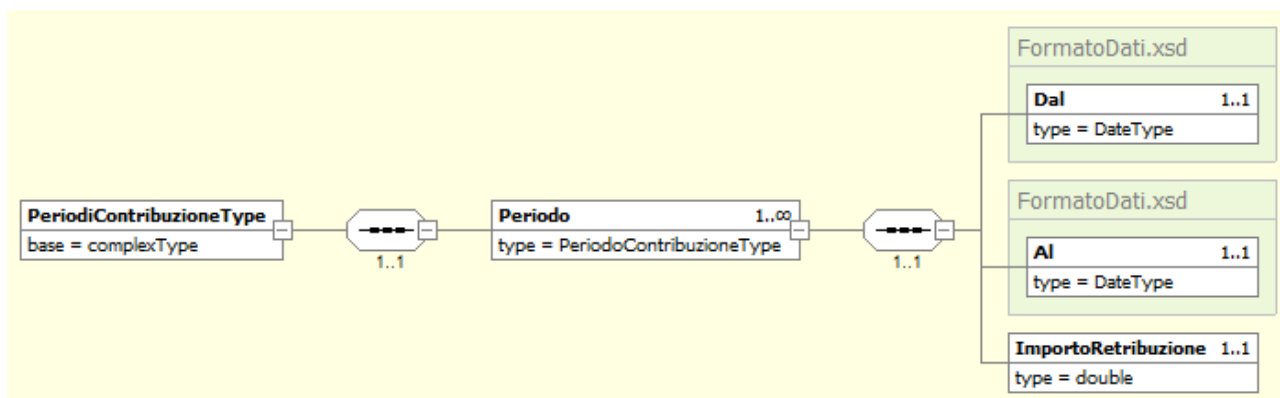 PeriodiContribuzioneType
base = complexType
1..1
Periodo 1..∞
type = PeriodoContribuzioneType
1..1
FormatoDati.xsd
Dal 1..1
type = DateType
FormatoDati.xsd
Al 1..1
type = DateType
ImportoRetribuzione 1..1
type = double